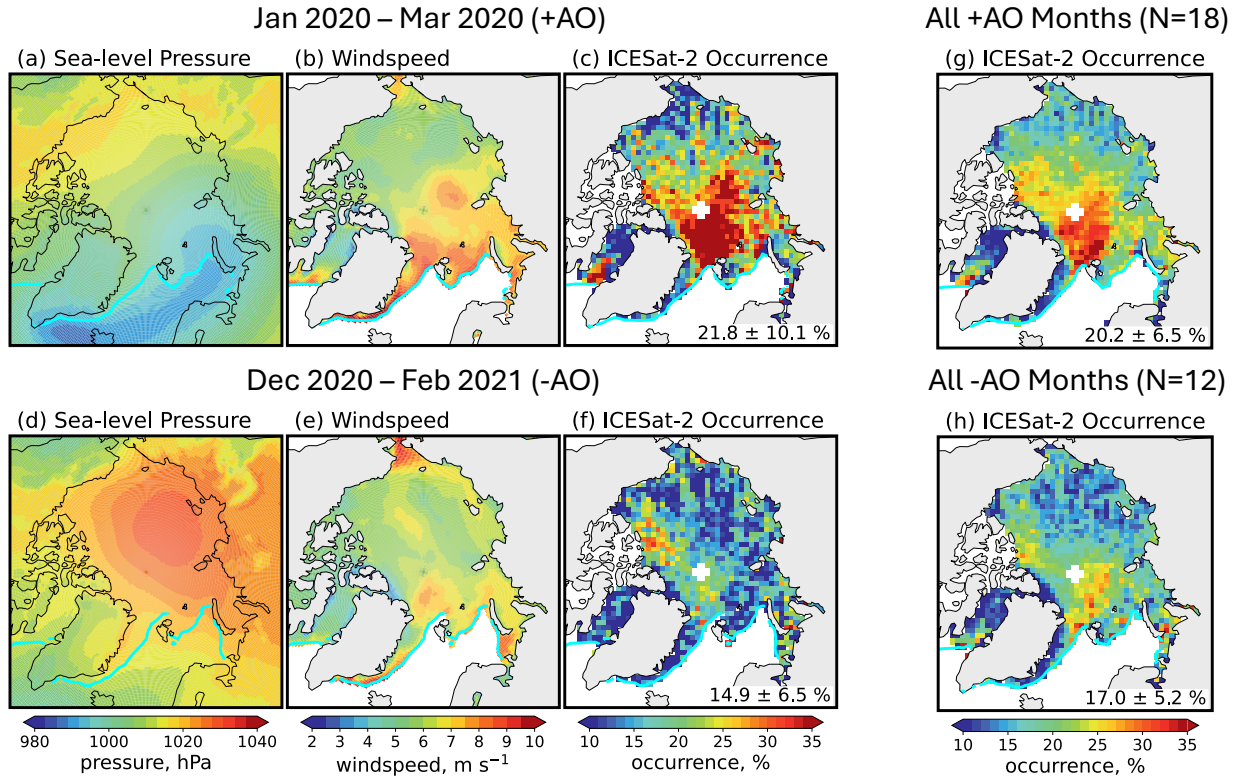 Jan 2020 – Mar 2020 (+AO)
All +AO Months (N=18)
(a) Sea-level Pressure
(b) Windspeed
(c) ICESat-2 Occurrence
(g) ICESat-2 Occurrence
21.8 ± 10.1 %
20.2 ± 6.5 %
Dec 2020 – Feb 2021 (-AO)
All -AO Months (N=12)
(d) Sea-level Pressure
(e) Windspeed
(f) ICESat-2 Occurrence
(h) ICESat-2 Occurrence
14.9 ± 6.5 %
17.0 ± 5.2 %
980 1000 1020 1040
2 3 4 5 6 7 8 9 10
10 15 20 25 30 35
10 15 20 25 30 35
pressure, hPa
windspeed, m s⁻¹
occurrence, %
occurrence, %